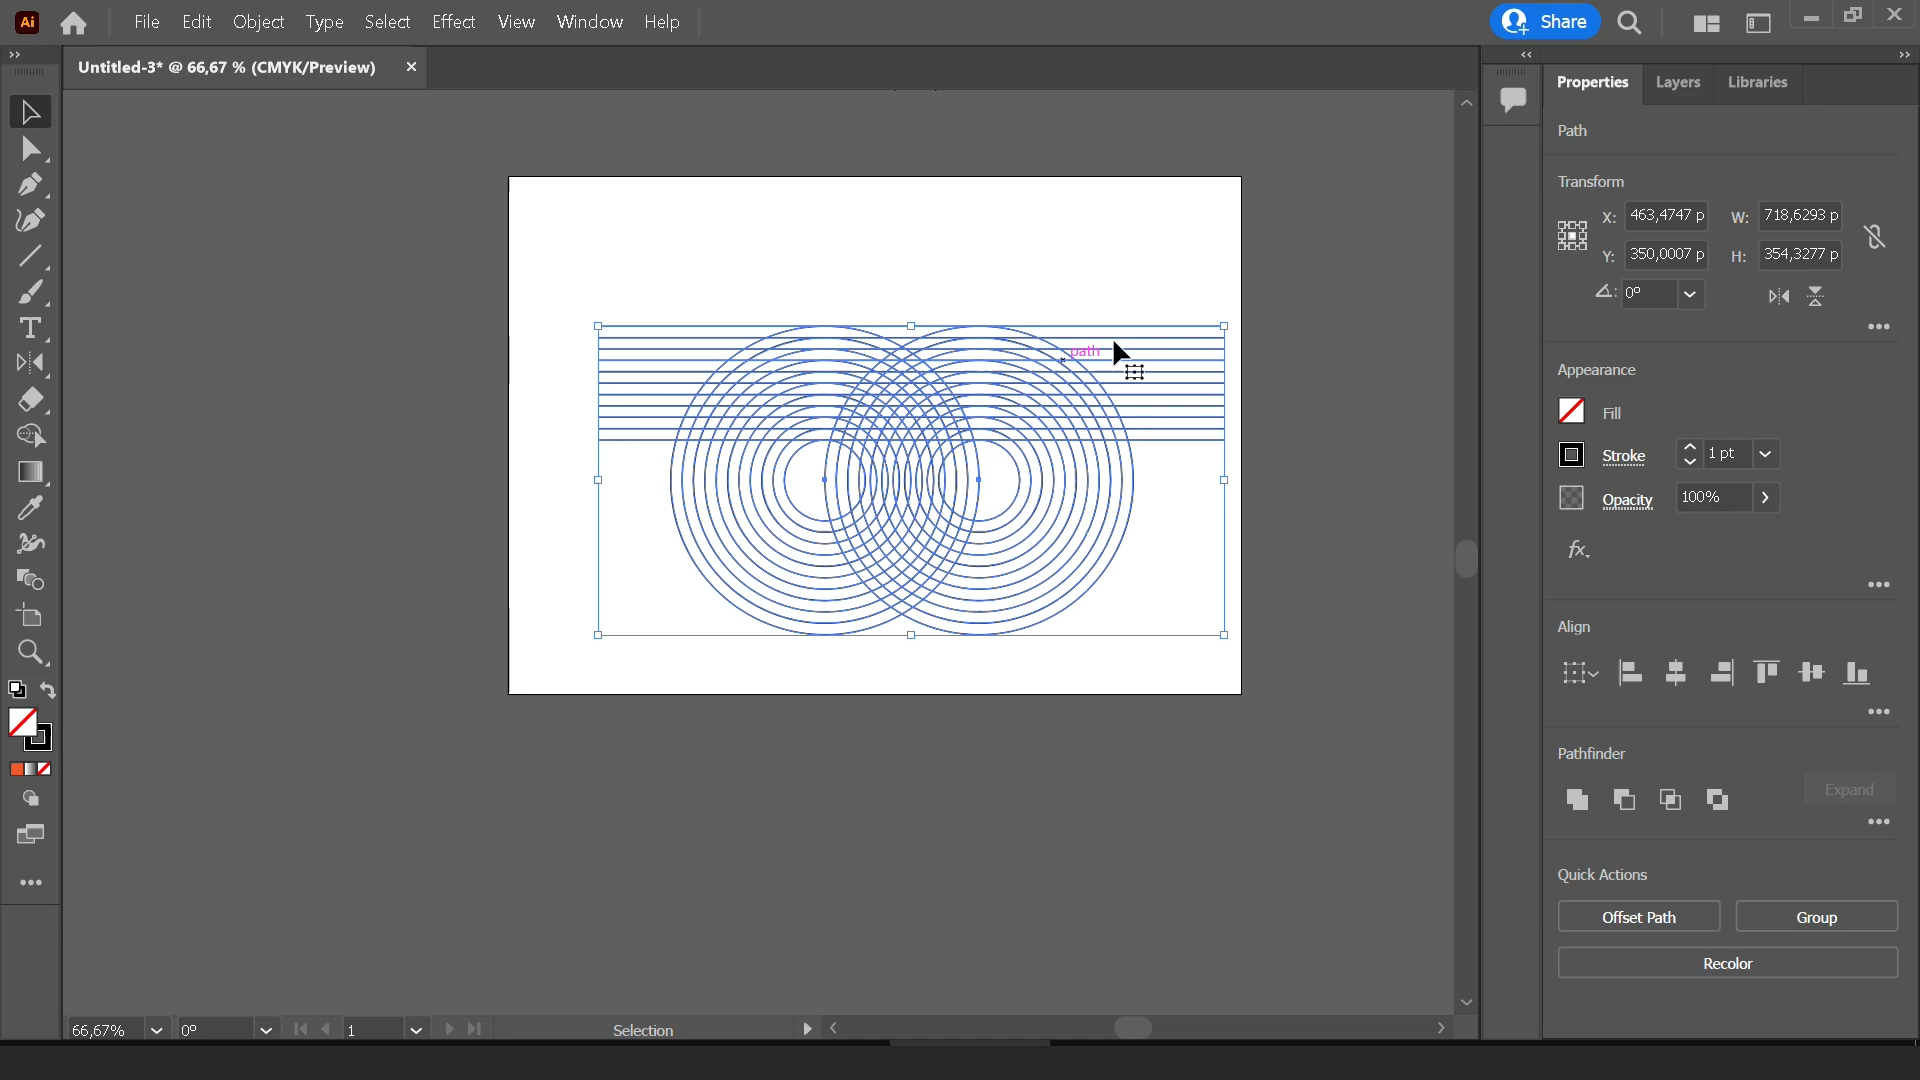 Ai File Edit Object Type Select Effect View Window Help Share
Untitled-3* @ 66,67 % (CMYK/Preview)
Properties Layers Libraries
Path
Transform
X: 463,4747 p W: 718,6293 p
Y: 350,0007 p H: 354,3277 p
0°
path
Appearance
Fill
Stroke 1 pt
Opacity 100%
fx.
Align
Pathfinder
Expand
Quick Actions
Offset Path Group
Recolor
66,67% 0° 1 Selection